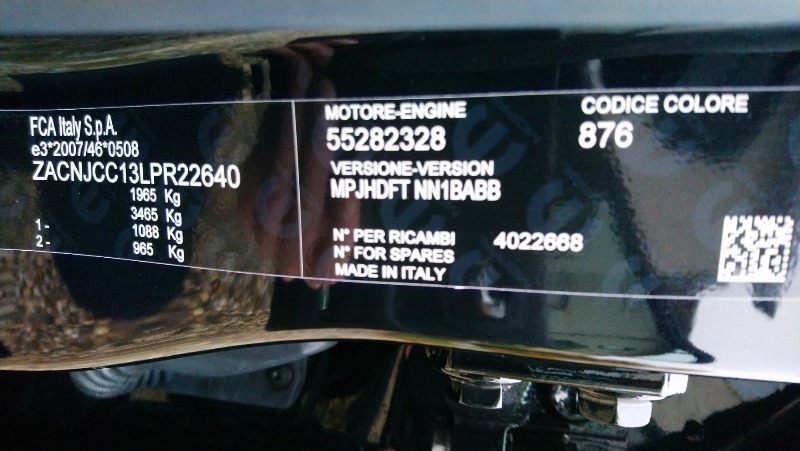 FCA Italy S.p.A.
e3*2007/46*0508
ZACNJCC13LPR22640
1965 Kg
3465 Kg
1- 1088 Kg
2- 965 Kg
MOTORE-ENGINE
55282328
VERSIONE-VERSION
MPJHDFT NN1BABB
N° PER RICAMBI 4022668
N° FOR SPARES
MADE IN ITALY
CODICE COLORE
876